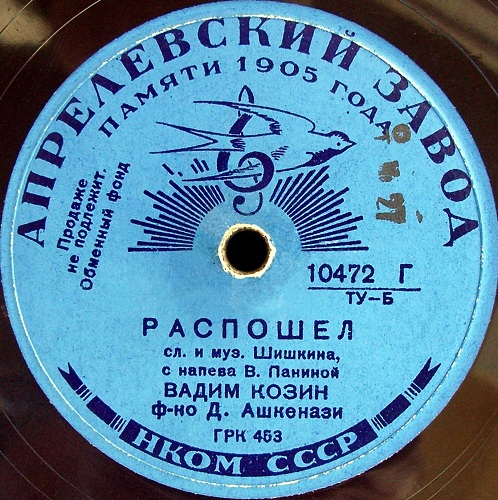 АПРЕЛЕВСКИЙ ЗАВОД
ПАМЯТИ 1905 ГОДА
Продаже
не подлежит.
Обменный фонд
10472 Г
ТУ–Б
РАСПОШЕЛ
сл. и муз. Шишкина,
с напева В. Паниной
ВАДИМ КОЗИН
ф-но Д. Ашкенази
ГРК 453
НКОМ СССР